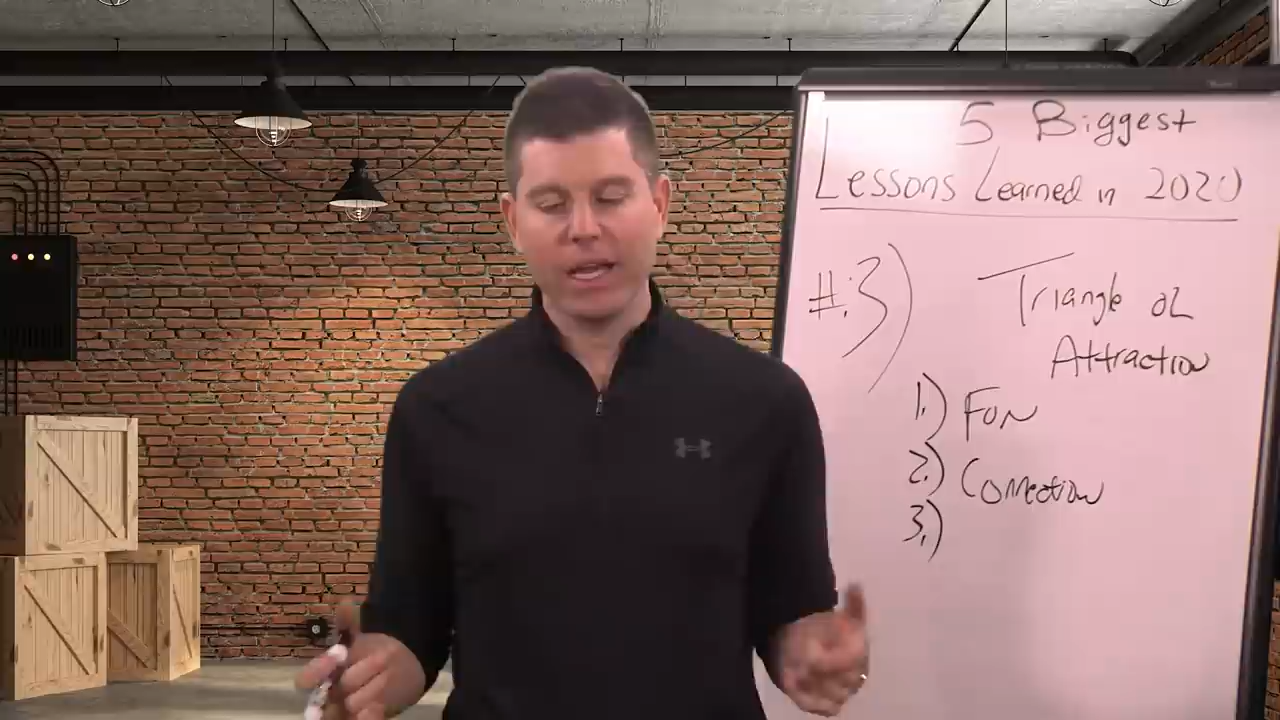 5 Biggest
Lessons Learned in 2020
#:3) Triangle of
Attraction
1.) FUN
2.) Connection
3.)